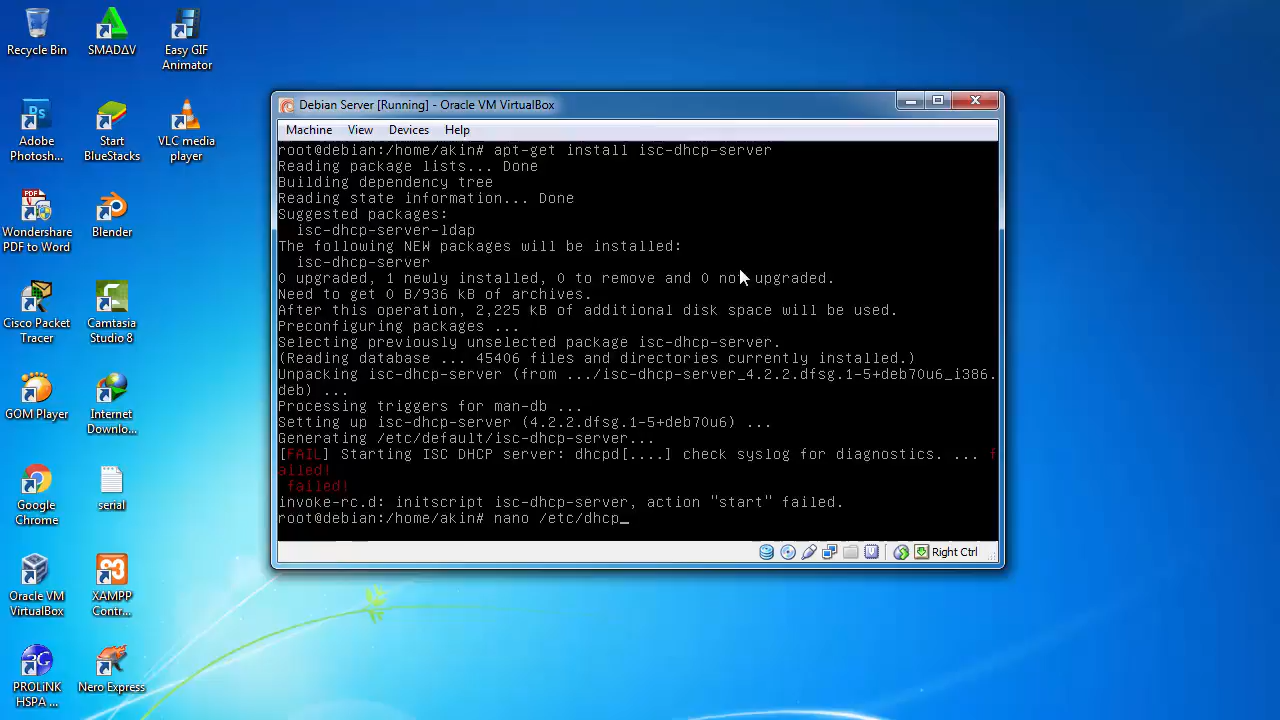 Recycle Bin
SMADΔV
Easy GIF
Animator
Adobe
Photosh...
Start
BlueStacks
VLC media
player
Wondershare
PDF to Word
Blender
Cisco Packet
Tracer
Camtasia
Studio 8
GOM Player
Internet
Downlo...
Google
Chrome
serial
Oracle VM
VirtualBox
XAMPP
Contr...
PROLiNK
HSPA ...
Nero Express
Debian Server [Running] - Oracle VM VirtualBox
Machine View Devices Help
root@debian:/home/akin# apt-get install isc-dhcp-server
Reading package lists... Done
Building dependency tree
Reading state information... Done
Suggested packages:
isc-dhcp-server-ldap
The following NEW packages will be installed:
isc-dhcp-server
0 upgraded, 1 newly installed, 0 to remove and 0 not upgraded.
Need to get 0 B/936 kB of archives.
After this operation, 2,225 kB of additional disk space will be used.
Preconfiguring packages ...
Selecting previously unselected package isc-dhcp-server.
(Reading database ... 45406 files and directories currently installed.)
Unpacking isc-dhcp-server (from .../isc-dhcp-server_4.2.2.dfsg.1-5+deb70u6_i386.
deb) ...
Processing triggers for man-db ...
Setting up isc-dhcp-server (4.2.2.dfsg.1-5+deb70u6) ...
Generating /etc/default/isc-dhcp-server...
[FAIL] Starting ISC DHCP server: dhcpd[....] check syslog for diagnostics. ... f
ailed!
failed!
invoke-rc.d: initscript isc-dhcp-server, action "start" failed.
root@debian:/home/akin# nano /etc/dhcp_
Right Ctrl